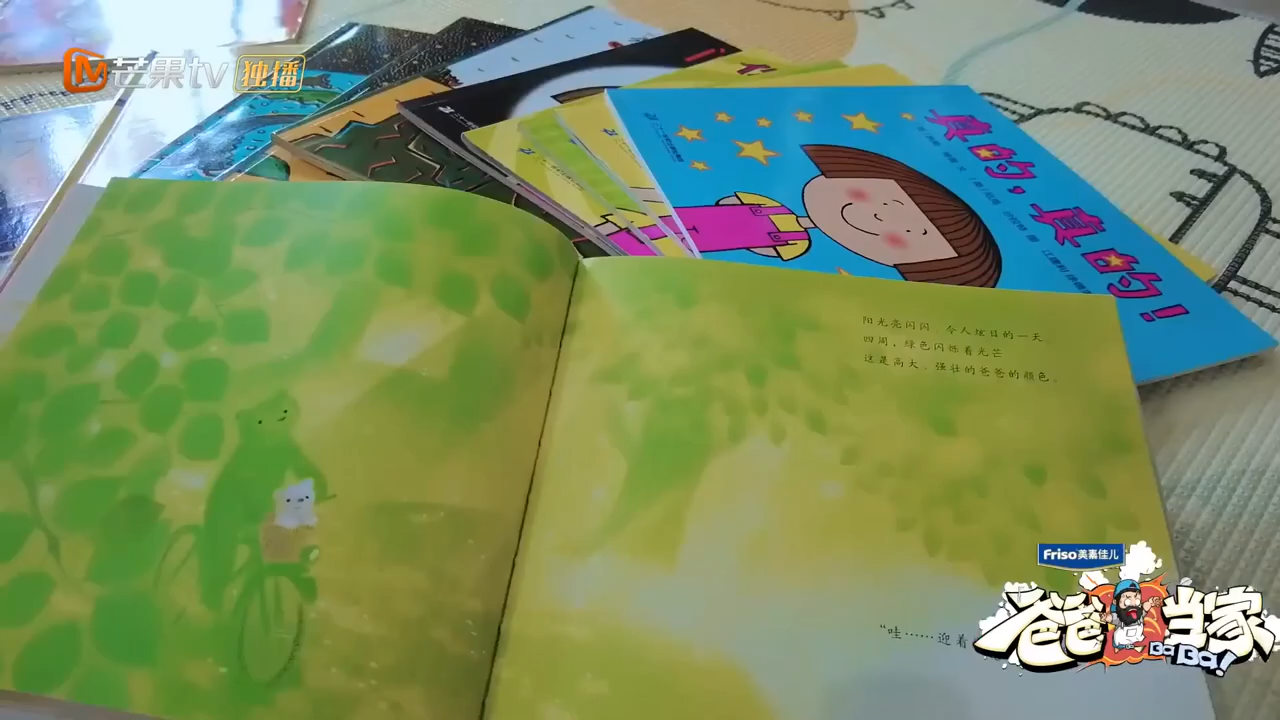 芒果tv 独播
真的,真的!
阳光亮闪闪,令人炫目的一天
四周,绿色闪烁着光芒
这是高大、强壮的爸爸的颜色。
“哇……迎着
Friso美素佳儿
爸爸当家
BaBa!